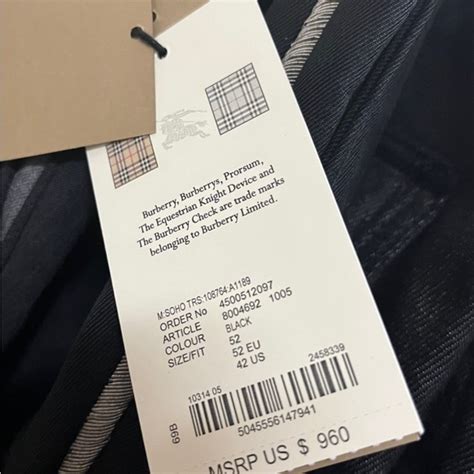 Burberry, Burberrys, Prorsum,
The Equestrian Knight Device and
The Burberry Check are trade marks
belonging to Burberry Limited.
M:SOHO TRS:108764:A1189
ORDER No 4500512097
ARTICLE 8004692 1005
COLOUR BLACK
SIZE/FIT 52
52 EU
42 US
10314 05 2458339
69B
5045556147941
MSRP US $ 960